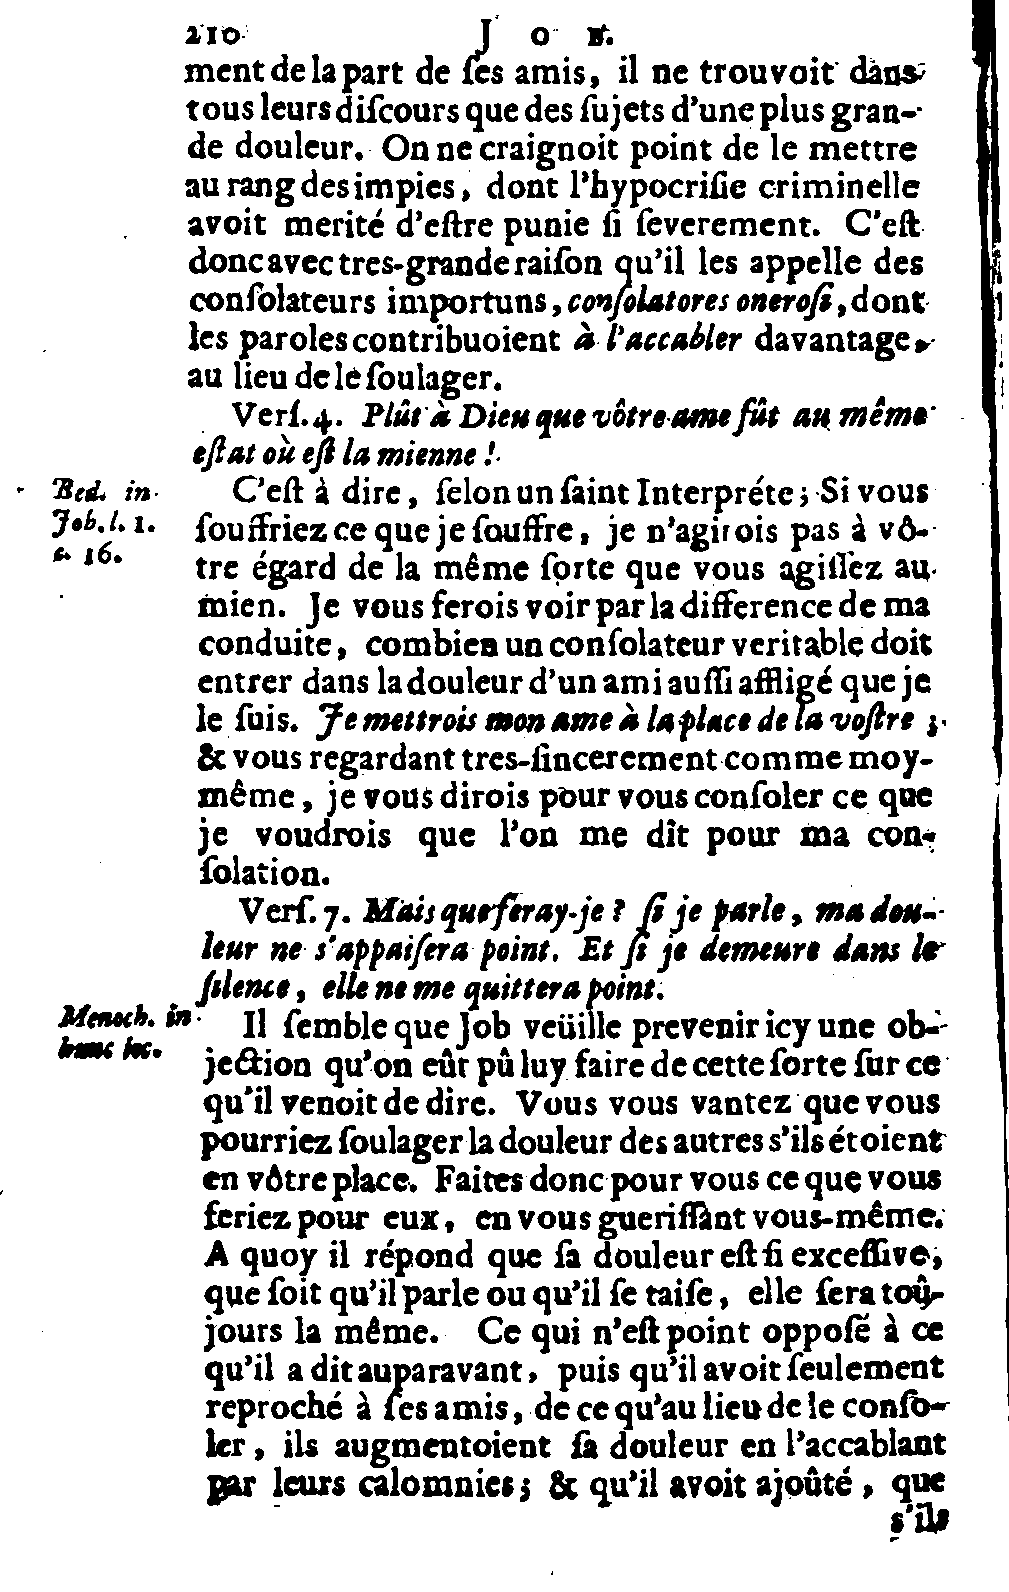 210 JOB.
ment de la part de ſes amis, il ne trouvoit dans
tous leurs diſcours que des ſujets d'une plus gran-
de douleur. On ne craignoit point de le mettre
au rang des impies, dont l'hypocriſie criminelle
avoit merité d'eſtre punie ſi ſeverement. C'eſt
donc avec tres-grande raiſon qu'il les appelle des
conſolateurs importuns, conſolatores oneroſi, dont
les paroles contribuoient à l'accabler davantage,
au lieu de le ſoulager.
Verſ. 4. Plût à Dieu que vôtre ame fût au même
eſtat où eſt la mienne !
Bed. in
Job. l. 1.
c. 16.
C'eſt à dire, ſelon un ſaint Interpréte; Si vous
ſouffriez ce que je ſouffre, je n'agirois pas à vô-
tre égard de la même ſorte que vous agiſſez au
mien. Je vous ferois voir par la difference de ma
conduite, combien un conſolateur veritable doit
entrer dans la douleur d'un ami auſſi affligé que je
le ſuis. Je mettrois mon ame à la place de la voſtre ;
& vous regardant tres-ſincerement comme moy-
même, je vous dirois pour vous conſoler ce que
je voudrois que l'on me dît pour ma con-
ſolation.
Verſ. 7. Mais que feray-je ? ſi je parle, ma dou-
leur ne s'appaiſera point. Et ſi je demeure dans le
ſilence, elle ne me quittera point.
Menoch. in
hunc loc.
Il ſemble que Job veüille prevenir icy une ob-
jection qu'on eût pû luy faire de cette ſorte ſur ce
qu'il venoit de dire. Vous vous vantez que vous
pourriez ſoulager la douleur des autres s'ils étoient
en vôtre place. Faites donc pour vous ce que vous
feriez pour eux, en vous gueriſſant vous-même.
A quoy il répond que ſa douleur eſt ſi exceſſive,
que ſoit qu'il parle ou qu'il ſe taiſe, elle ſera toû-
jours la même. Ce qui n'eſt point oppoſé à ce
qu'il a dit auparavant, puis qu'il avoit ſeulement
reproché à ſes amis, de ce qu'au lieu de le conſo-
ler, ils augmentoient ſa douleur en l'accablant
par leurs calomnies; & qu'il avoit ajoûté, que
s'ils